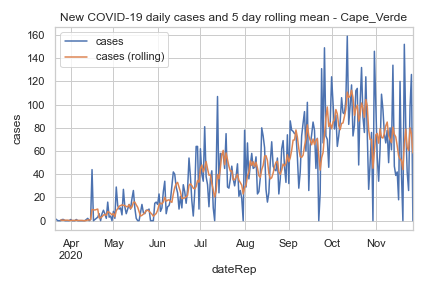 New COVID-19 daily cases and 5 day rolling mean - Cape_Verde
cases
cases (rolling)
cases
160
140
120
100
80
60
40
20
0
Apr May Jun Jul Aug Sep Oct Nov
2020
dateRep